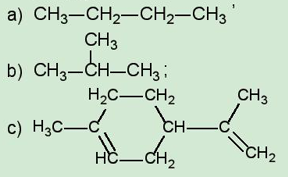 a) CH₃—CH₂—CH₂—CH₃ '
CH₃
b) CH₃—CH—CH₃;
H₂C—CH₂ CH₃
c) H₃C—C CH—C
HC—CH₂ CH₂